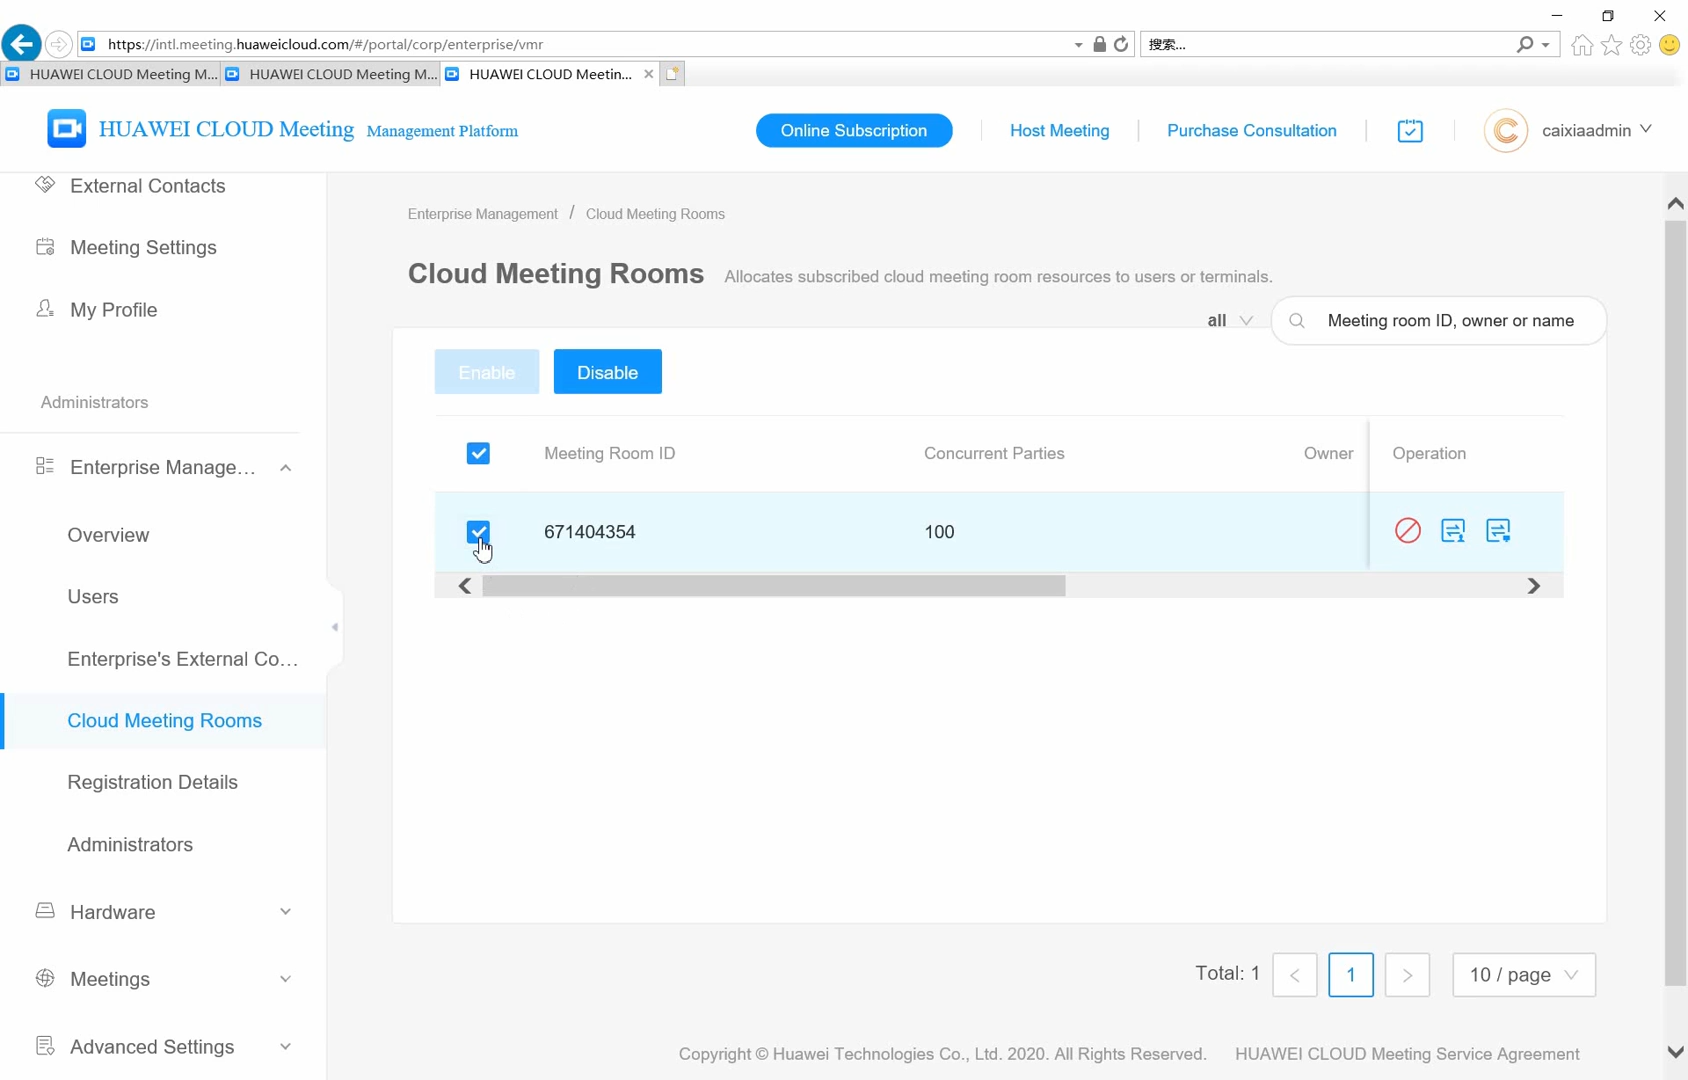 https://intl.meeting.huaweicloud.com/#/portal/corp/enterprise/vmr
搜索...
HUAWEI CLOUD Meeting M...
HUAWEI CLOUD Meeting M...
HUAWEI CLOUD Meetin...
HUAWEI CLOUD Meeting Management Platform
Online Subscription
Host Meeting
Purchase Consultation
C
caixiaadmin
External Contacts
Meeting Settings
My Profile
Administrators
Enterprise Manage...
Overview
Users
Enterprise's External Co...
Cloud Meeting Rooms
Registration Details
Administrators
Hardware
Meetings
Advanced Settings
Enterprise Management / Cloud Meeting Rooms
Cloud Meeting Rooms Allocates subscribed cloud meeting room resources to users or terminals.
all
Meeting room ID, owner or name
Enable
Disable
Meeting Room ID Concurrent Parties Owner Operation
671404354 100
Total: 1 < 1 > 10 / page
Copyright © Huawei Technologies Co., Ltd. 2020. All Rights Reserved. HUAWEI CLOUD Meeting Service Agreement